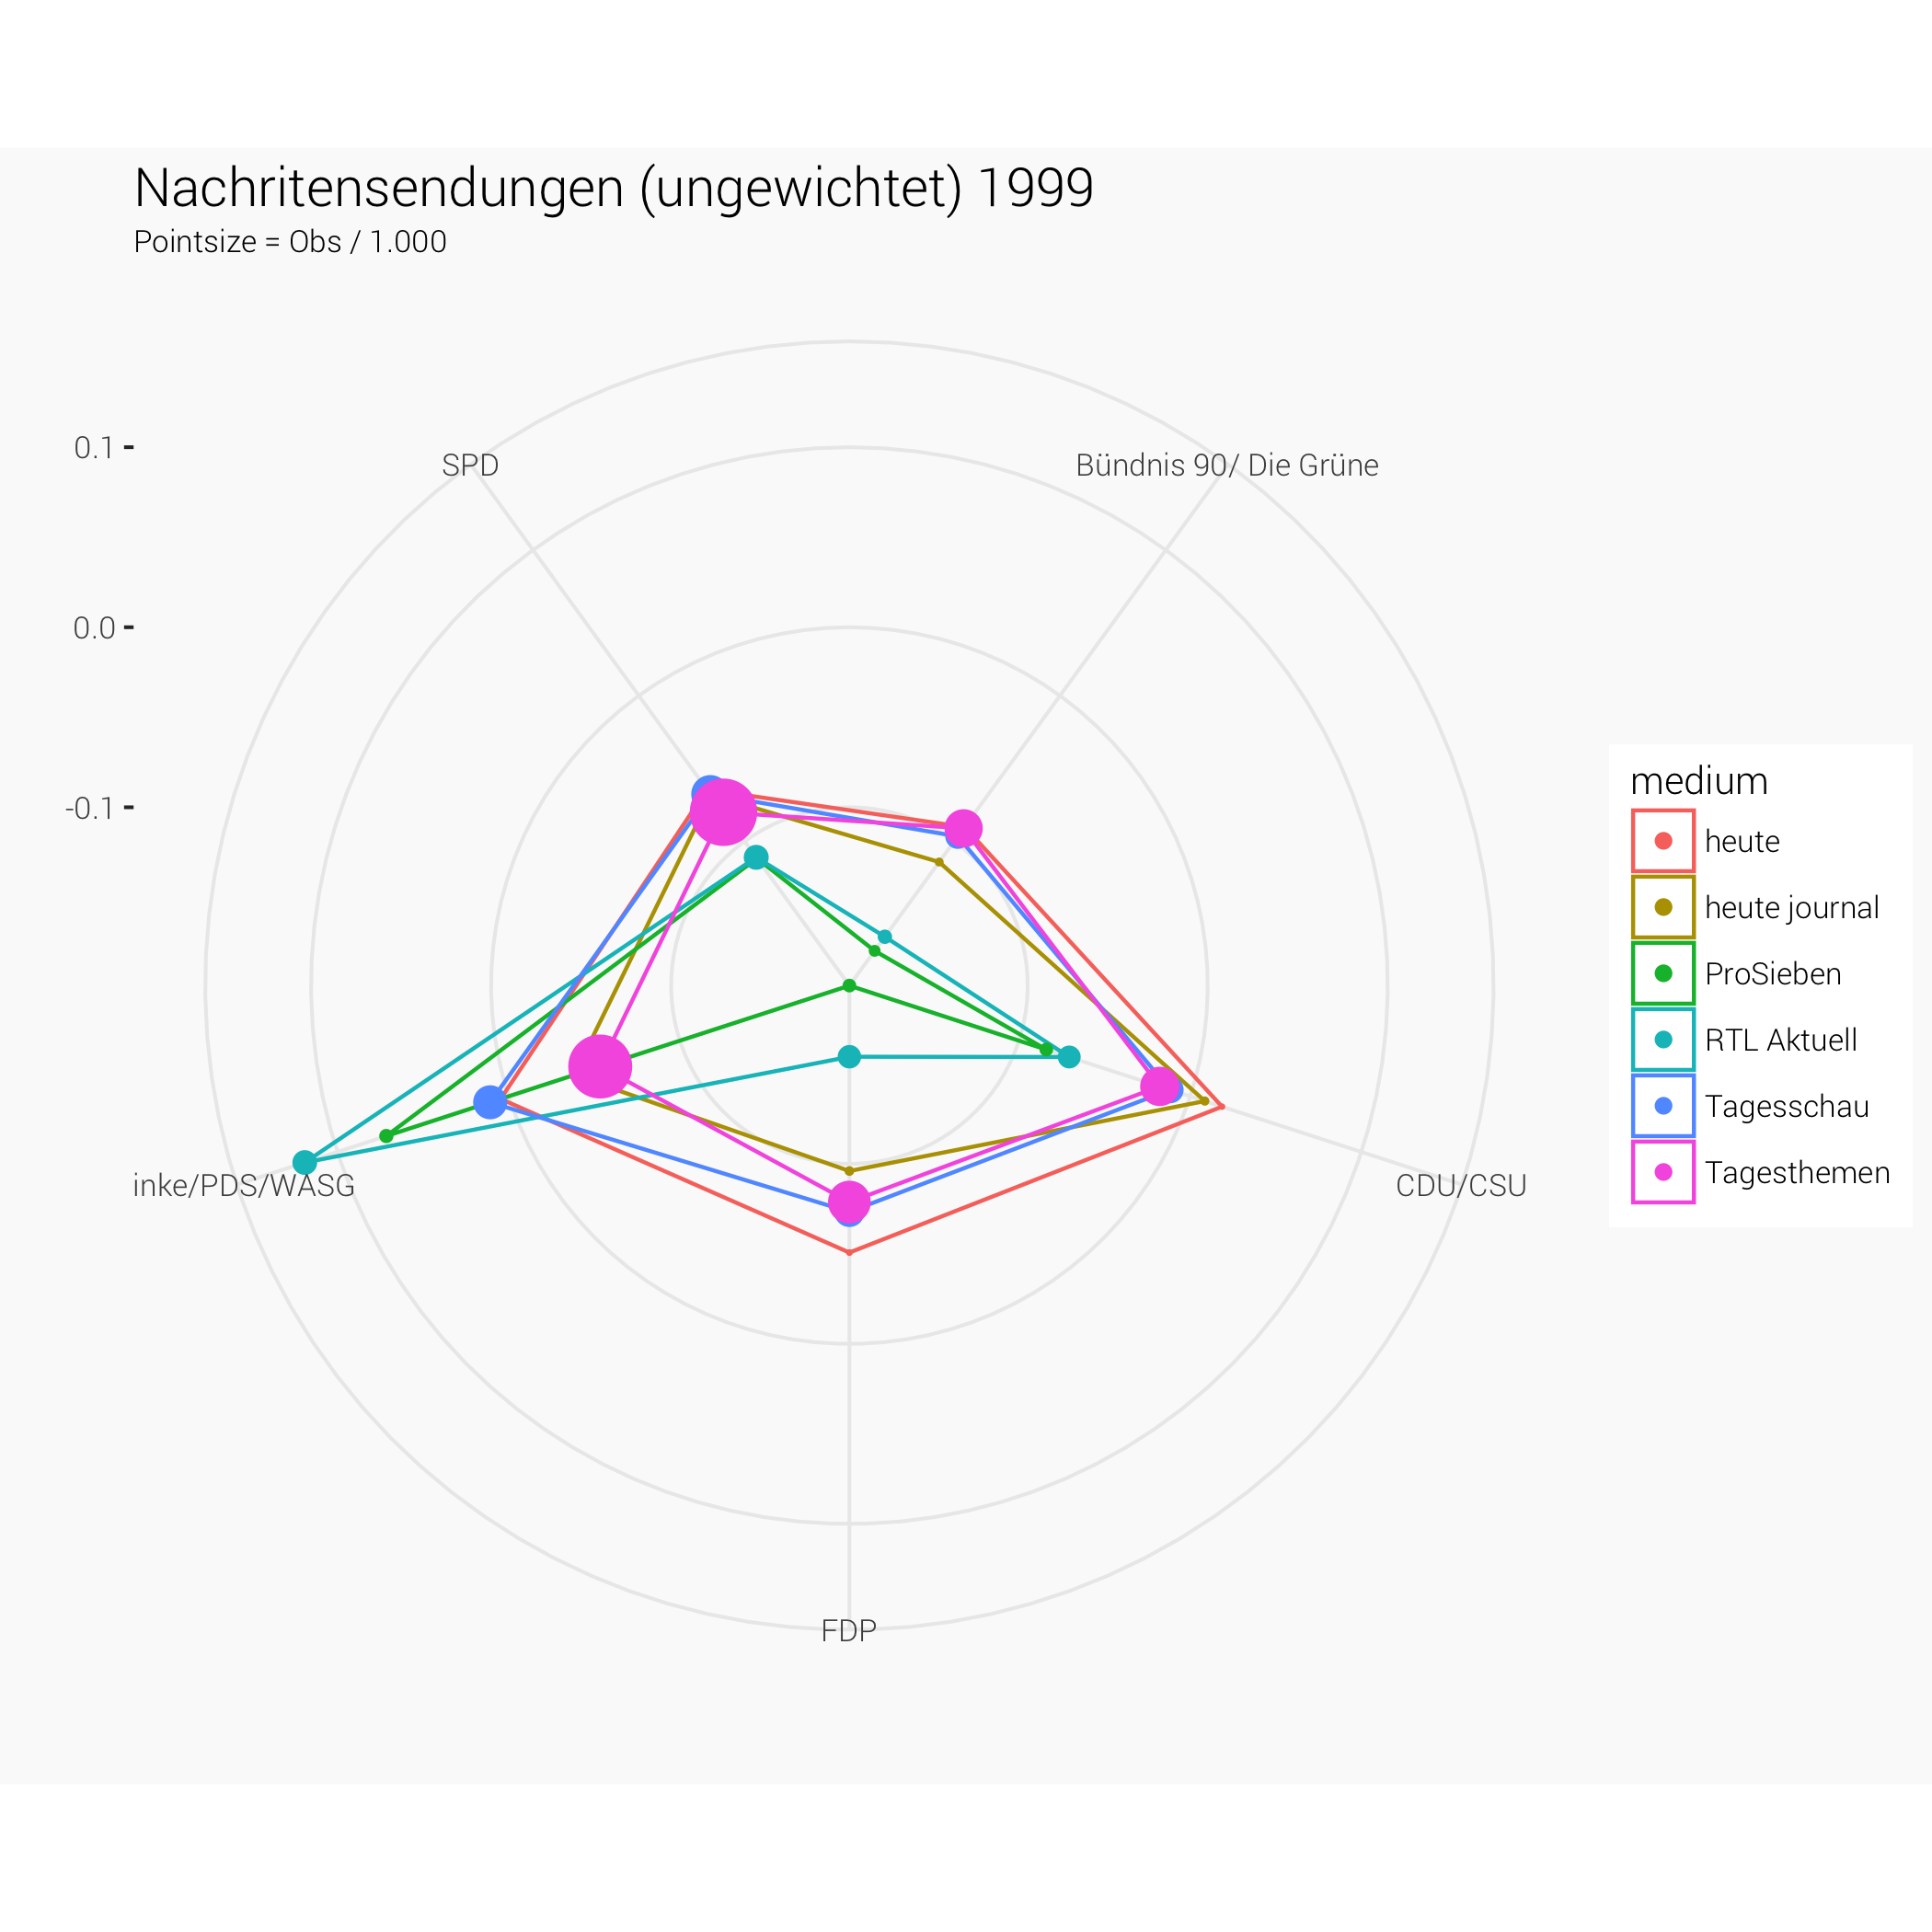 Nachritensendungen (ungewichtet) 1999
Pointsize = Obs / 1.000
0.1
0.0
-0.1
SPD
Bündnis 90/ Die Grüne
inke/PDS/WASG
CDU/CSU
FDP
medium
heute
heute journal
ProSieben
RTL Aktuell
Tagesschau
Tagesthemen